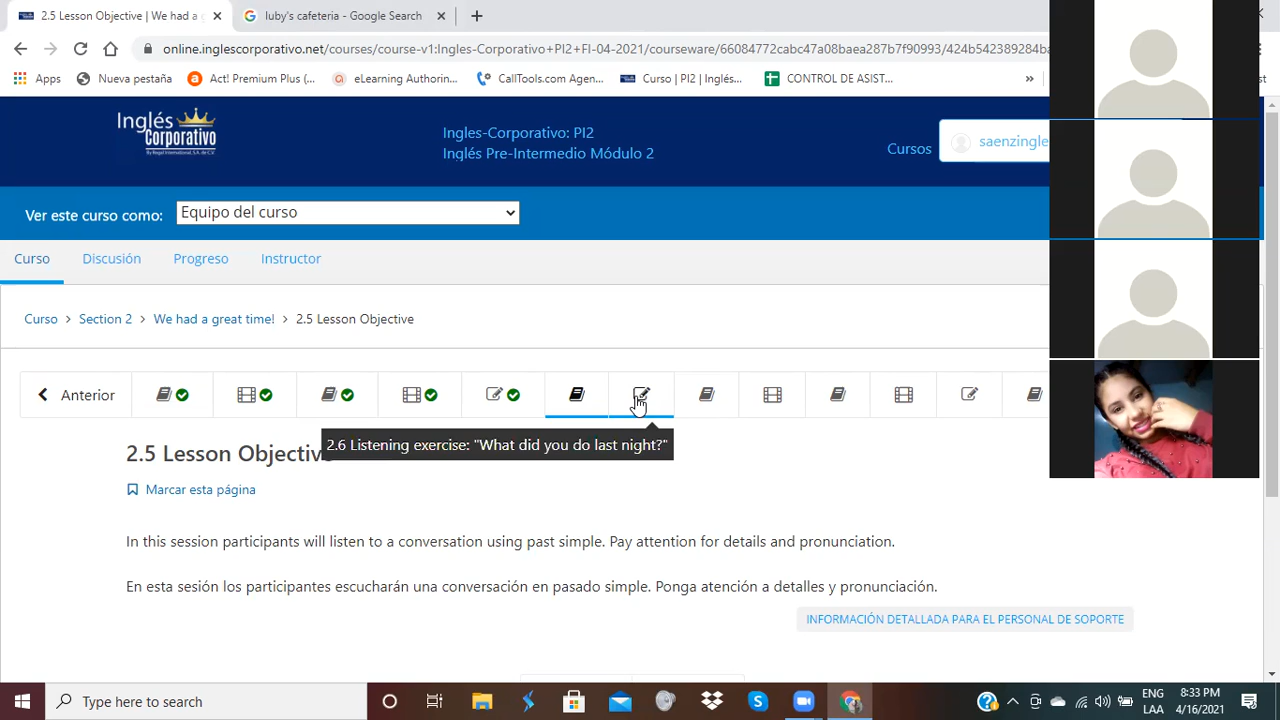 2.5 Lesson Objective | We had a
luby's cafeteria - Google Search
online.inglescorporativo.net/courses/course-v1:Ingles-Corporativo+PI2+FI-04-2021/courseware/66084772cabc47a08baea287b7f90993/424b542389284ba
Apps
Nueva pestaña
Act! Premium Plus (...
eLearning Authorin...
CallTools.com Agen...
Curso | PI2 | Inglés...
CONTROL DE ASIST...
»
Inglés
Corporativo
By Regal International, S.A. de C.V.
Ingles-Corporativo: PI2
Inglés Pre-Intermedio Módulo 2
Cursos
saenzingle
Ver este curso como:
Equipo del curso
Curso
Discusión
Progreso
Instructor
Curso > Section 2 > We had a great time! > 2.5 Lesson Objective
Anterior
2.6 Listening exercise: "What did you do last night?"
2.5 Lesson Objectiv
Marcar esta página
In this session participants will listen to a conversation using past simple. Pay attention for details and pronunciation.
En esta sesión los participantes escucharán una conversación en pasado simple. Ponga atención a detalles y pronunciación.
INFORMACIÓN DETALLADA PARA EL PERSONAL DE SOPORTE
Type here to search
ENG
LAA
8:33 PM
4/16/2021